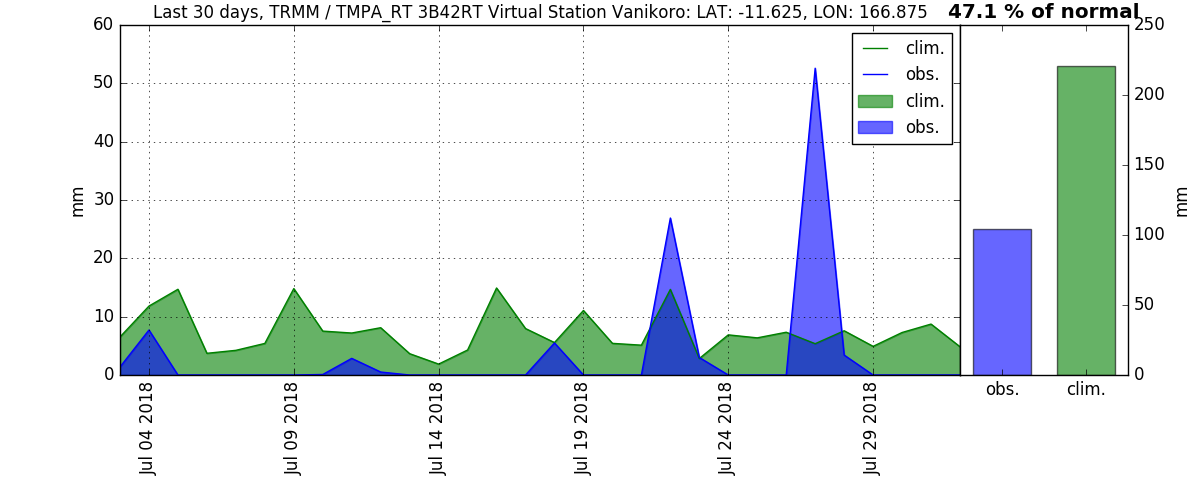 Last 30 days, TRMM / TMPA_RT 3B42RT Virtual Station Vanikoro: LAT: -11.625, LON: 166.875
47.1 % of normal
60
50
40
30
20
10
0
mm
clim.
obs.
clim.
obs.
Jul 04 2018
Jul 09 2018
Jul 14 2018
Jul 19 2018
Jul 24 2018
Jul 29 2018
250
200
150
100
50
0
mm
obs.
clim.